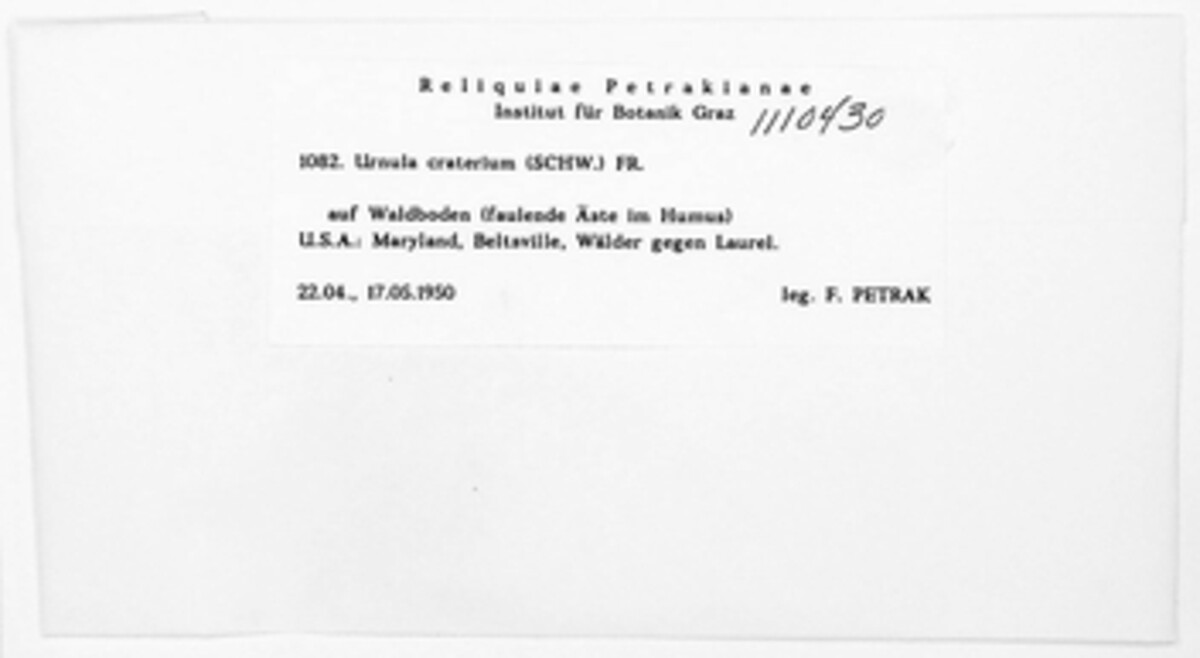 Reliquiae Petrakianae
Institut für Botanik Graz 1110430
1082. Urnula craterium (SCHW.) FR.
auf Waldboden (faulende Äste im Humus)
U.S.A.: Maryland, Beltsville, Wälder gegen Laurel.
22.04., 17.05.1950 leg. F. PETRAK